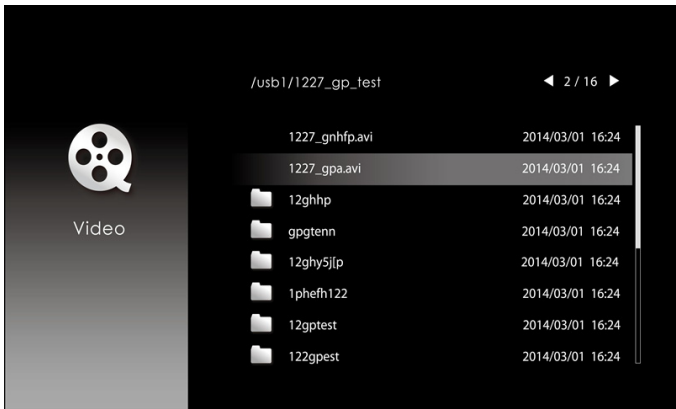 /usb1/1227_gp_test ◀ 2 / 16 ▶
1227_gnhfp.avi 2014/03/01 16:24
1227_gpa.avi 2014/03/01 16:24
12ghhp 2014/03/01 16:24
Video
gpgtenn 2014/03/01 16:24
12ghy5j[p 2014/03/01 16:24
1phefh122 2014/03/01 16:24
12gptest 2014/03/01 16:24
122gpest 2014/03/01 16:24